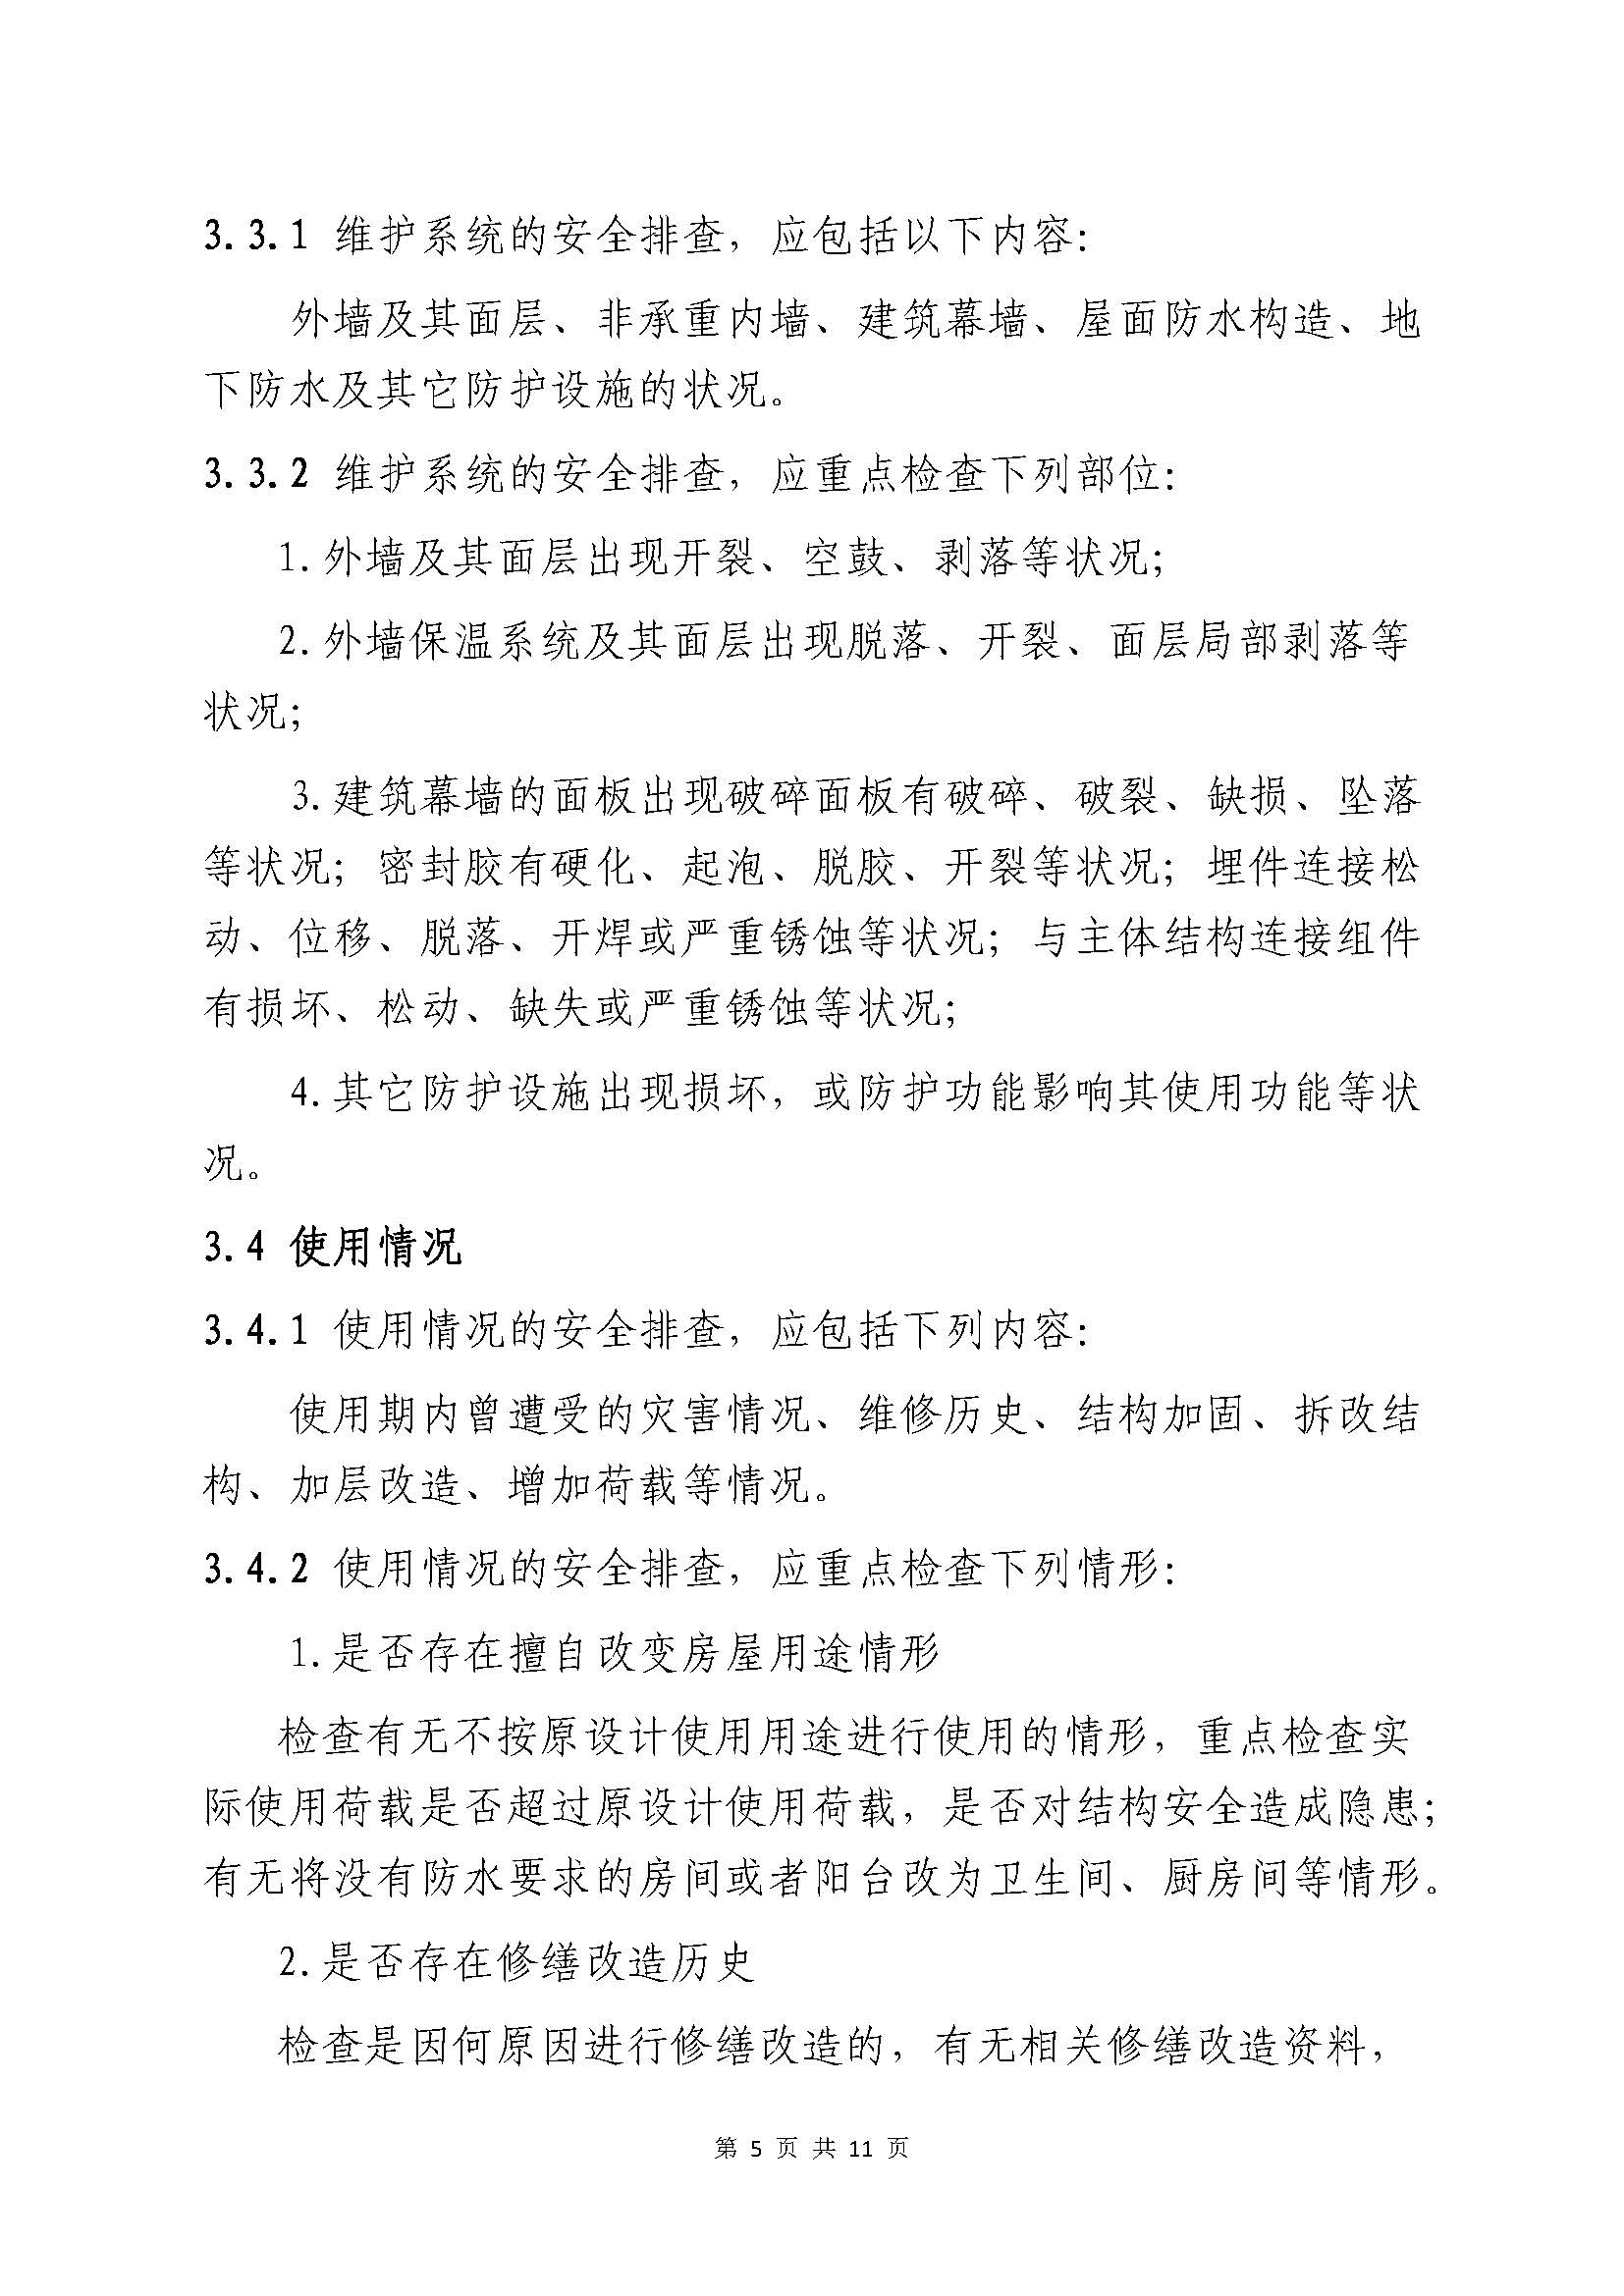 3.3.1 维护系统的安全排查，应包括以下内容：
外墙及其面层、非承重内墙、建筑幕墙、屋面防水构造、地
下防水及其它防护设施的状况。
3.3.2 维护系统的安全排查，应重点检查下列部位：
1.外墙及其面层出现开裂、空鼓、剥落等状况；
2.外墙保温系统及其面层出现脱落、开裂、面层局部剥落等
状况；
3.建筑幕墙的面板出现破碎面板有破碎、破裂、缺损、坠落
等状况；密封胶有硬化、起泡、脱胶、开裂等状况；埋件连接松
动、位移、脱落、开焊或严重锈蚀等状况；与主体结构连接组件
有损坏、松动、缺失或严重锈蚀等状况；
4.其它防护设施出现损坏，或防护功能影响其使用功能等状
况。
3.4 使用情况
3.4.1 使用情况的安全排查，应包括下列内容：
使用期内曾遭受的灾害情况、维修历史、结构加固、拆改结
构、加层改造、增加荷载等情况。
3.4.2 使用情况的安全排查，应重点检查下列情形：
1.是否存在擅自改变房屋用途情形
检查有无不按原设计使用用途进行使用的情形，重点检查实
际使用荷载是否超过原设计使用荷载，是否对结构安全造成隐患；
有无将没有防水要求的房间或者阳台改为卫生间、厨房间等情形。
2.是否存在修缮改造历史
检查是因何原因进行修缮改造的，有无相关修缮改造资料，
第 5 页 共 11 页